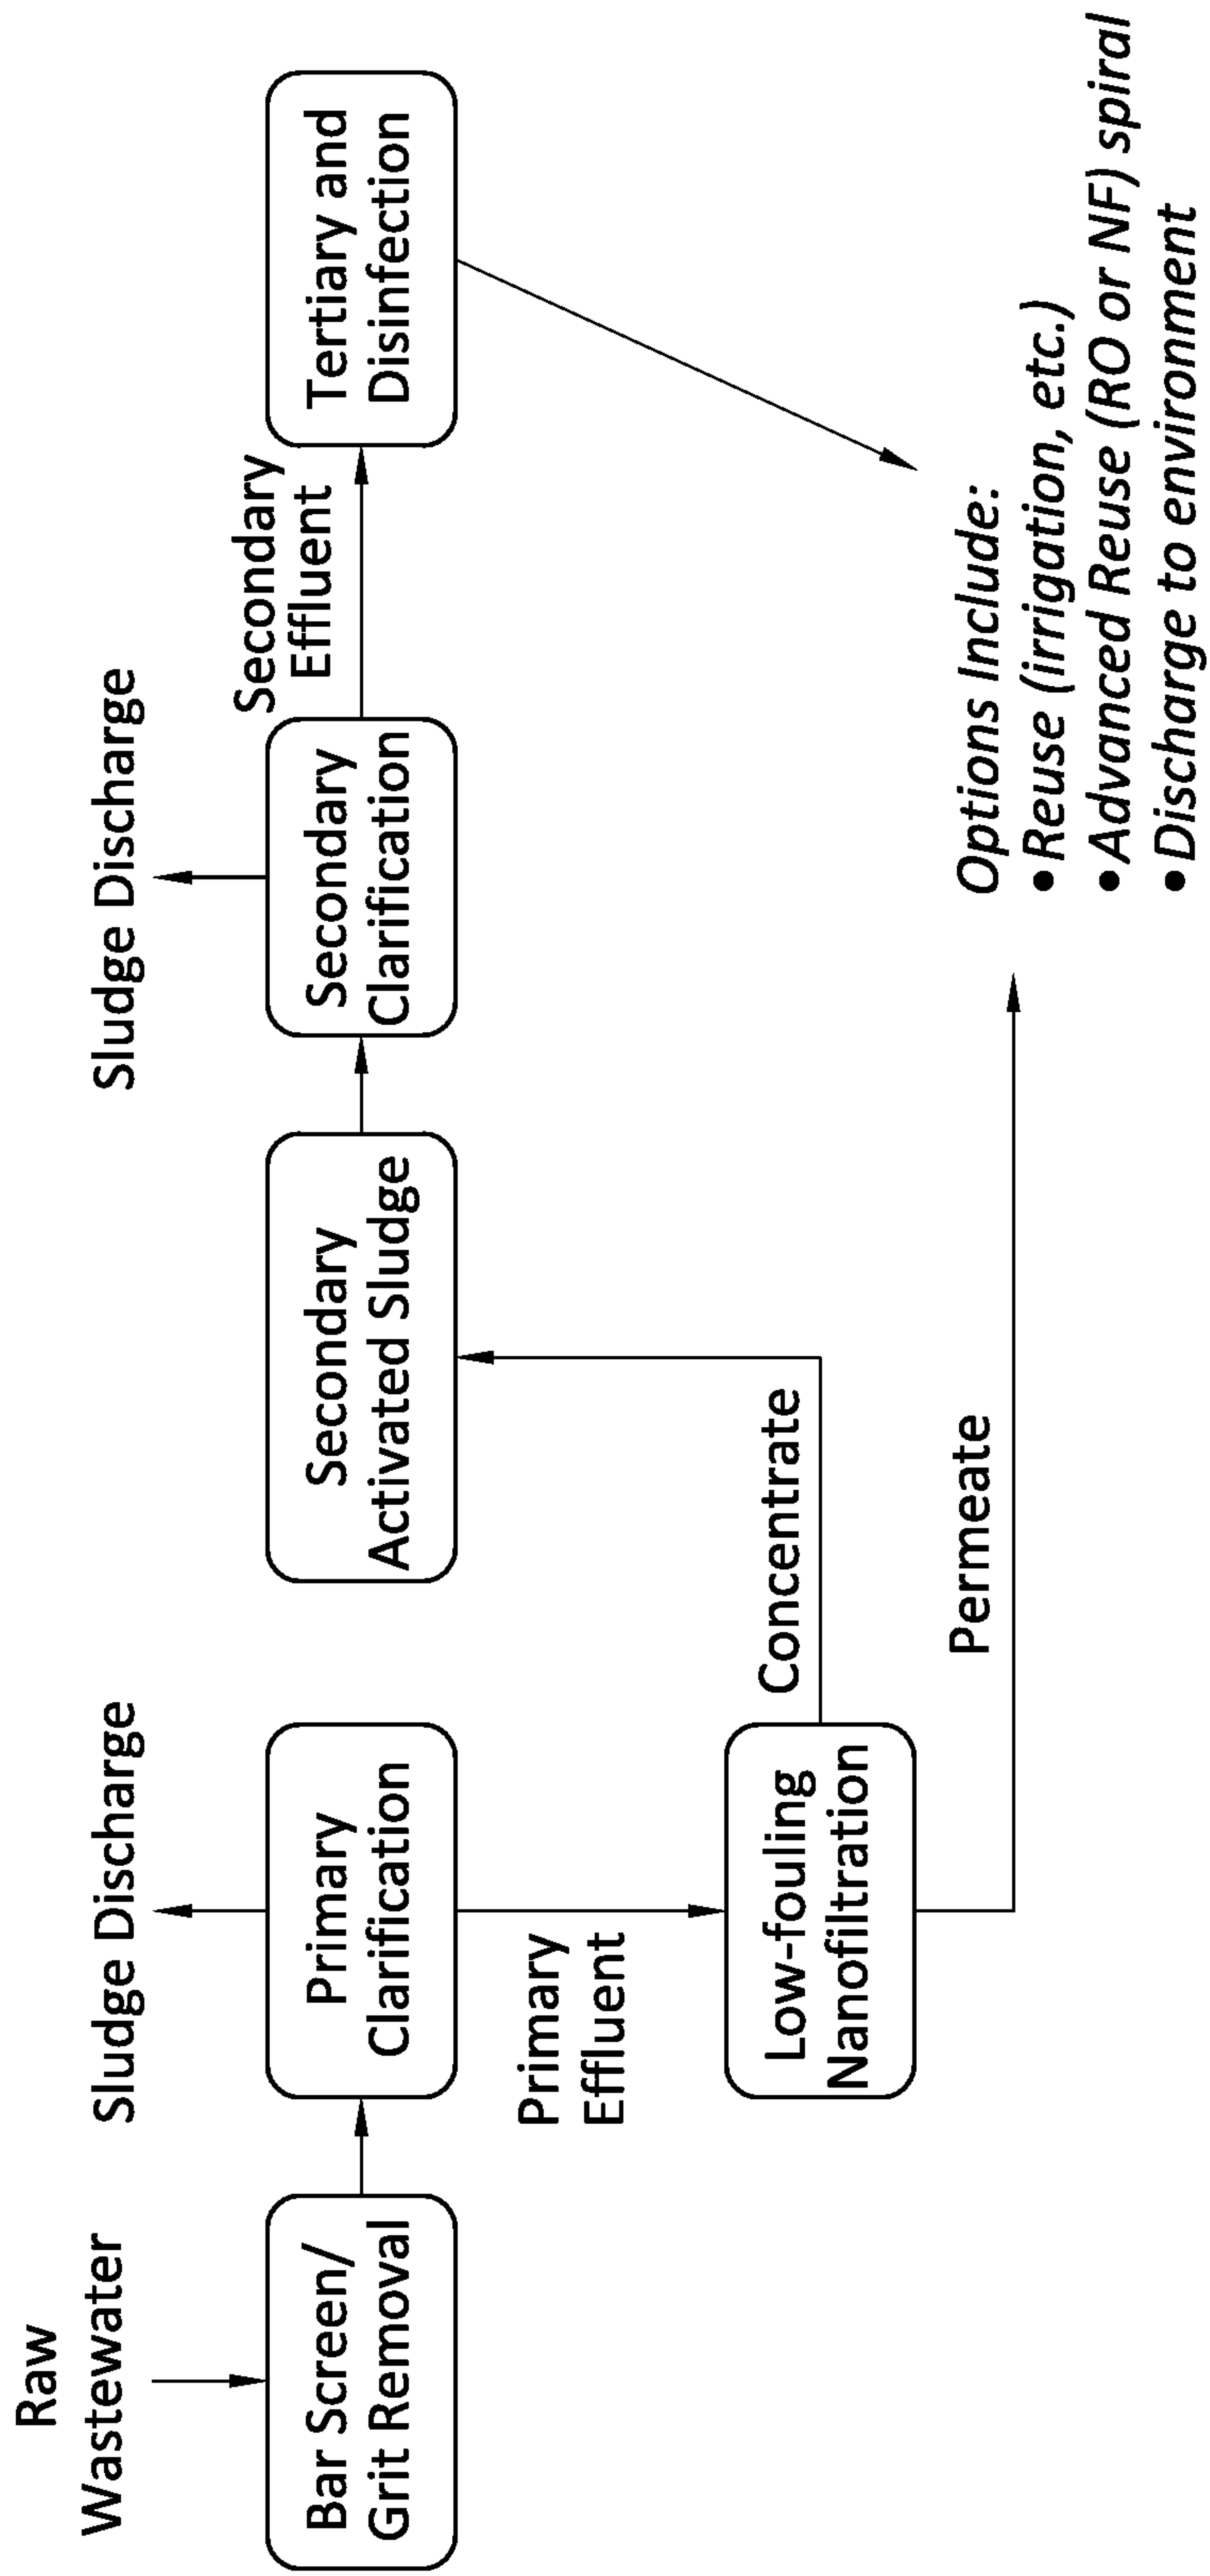 Raw
Wastewater
Bar Screen/
Grit Removal
Sludge Discharge
Primary
Clarification
Primary
Effluent
Low-fouling
Nanofiltration
Concentrate
Permeate
Secondary
Activated Sludge
Sludge Discharge
Secondary
Clarification
Secondary
Effluent
Tertiary and
Disinfection
Options Include:
• Reuse (irrigation, etc.)
• Advanced Reuse (RO or NF) spiral
• Discharge to environment